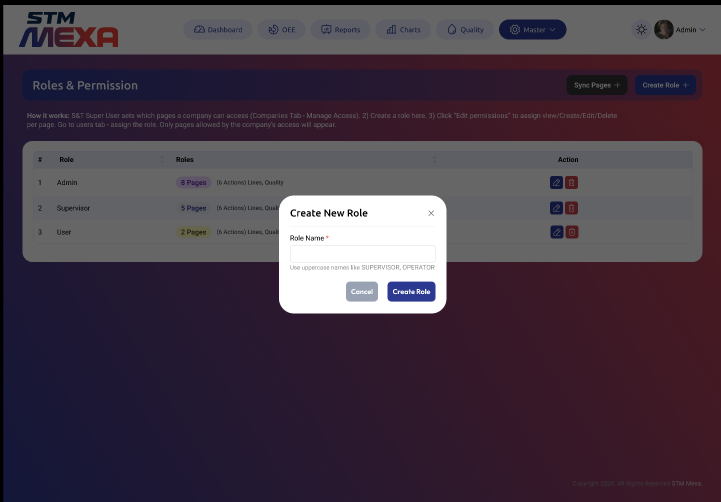 STM
MEXA
Dashboard
OEE
Reports
Charts
Quality
Master
Admin
Roles & Permission
Sync Pages +
Create Role +
How it works: S&T Super User sets which pages a company can access (Companies Tab - Manage Access). 2) Create a role here. 3) Click "Edit permissions" to assign view/Create/Edit/Delete
per page. Go to users tab - assign the role. Only pages allowed by the company's access will appear.
# Role Roles Action
1 Admin 8 Pages (6 Actions) Lines, Quality
2 Supervisor 5 Pages (6 Actions) Lines, Quali
3 User 2 Pages (6 Actions) Lines, Quali
Create New Role
Role Name *
Use uppercase names like SUPERVISOR, OPERATOR
Cancel
Create Role
Copyright 2026. All Rights Reserved STM Mexa